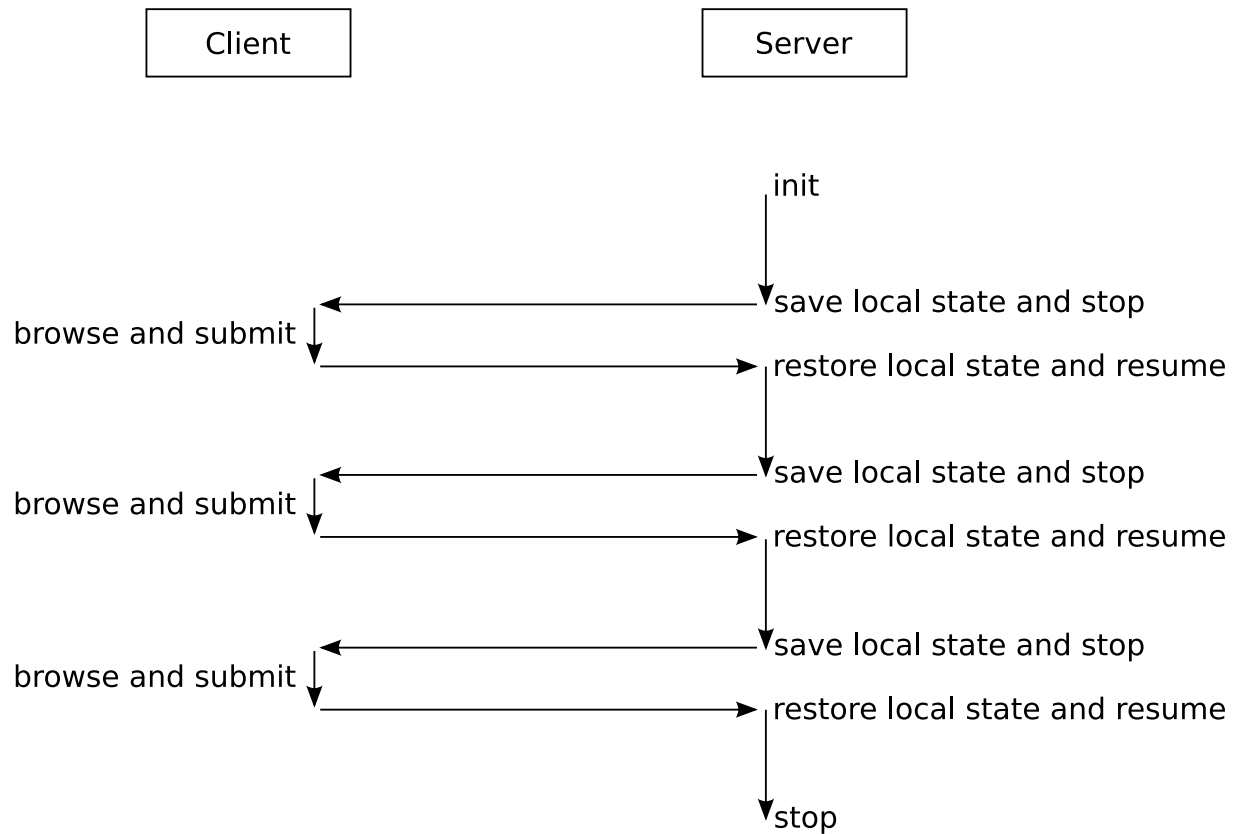 Client
Server
init
save local state and stop
browse and submit
restore local state and resume
save local state and stop
browse and submit
restore local state and resume
save local state and stop
browse and submit
restore local state and resume
stop